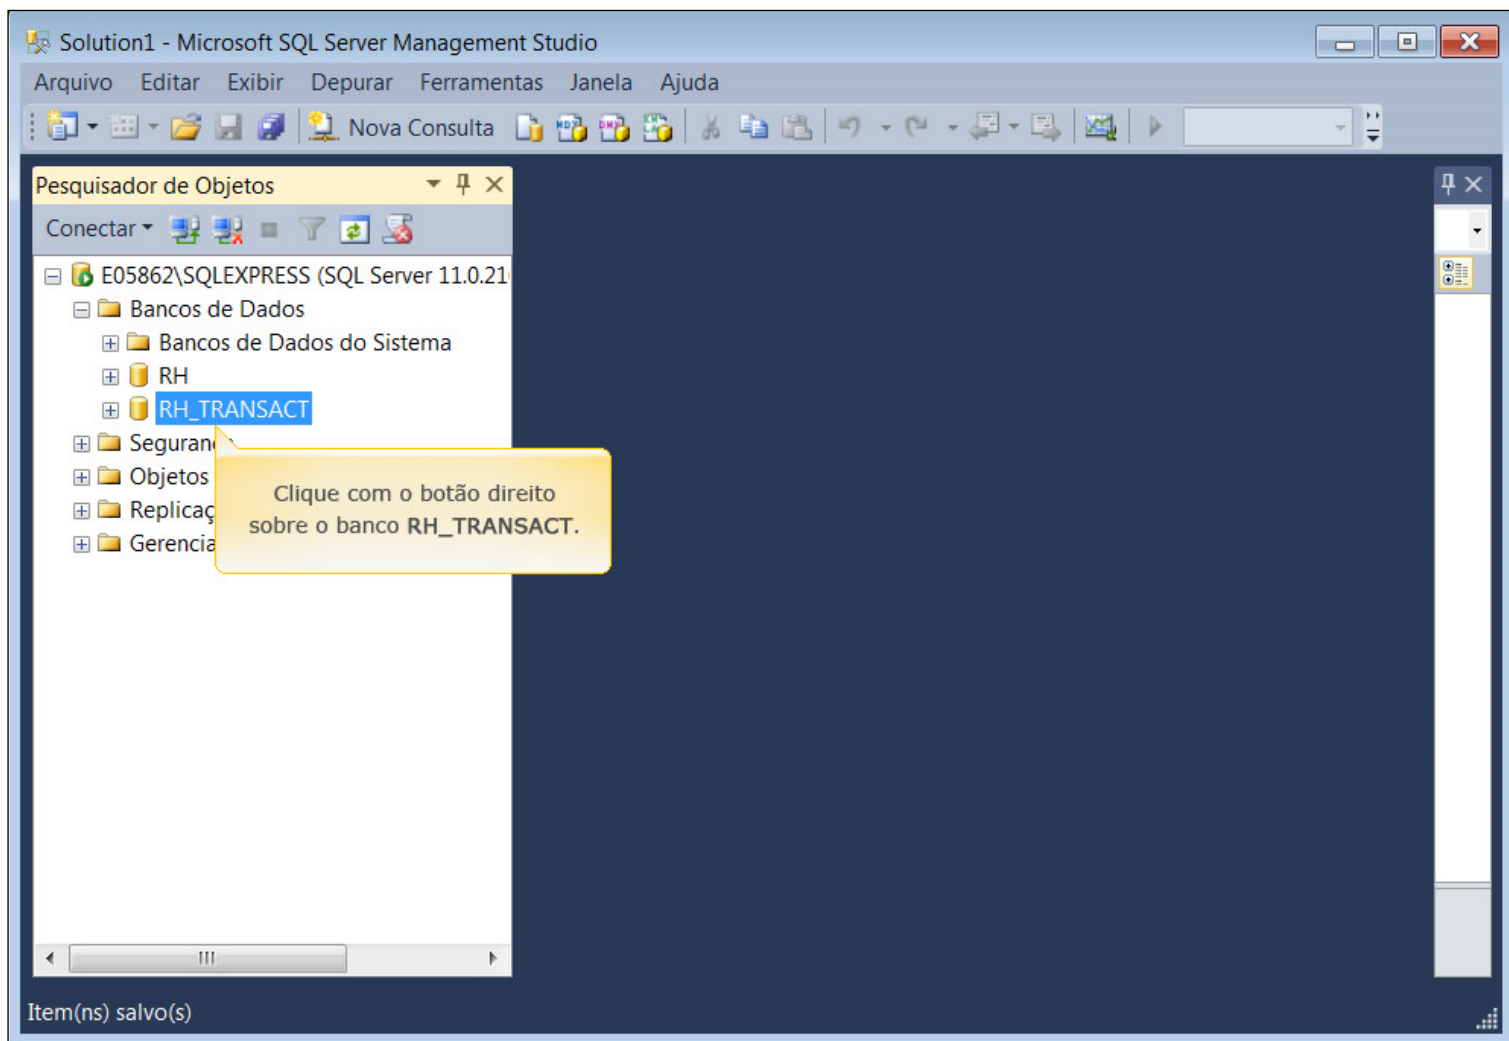 Solution1 - Microsoft SQL Server Management Studio
Arquivo Editar Exibir Depurar Ferramentas Janela Ajuda
Nova Consulta
Pesquisador de Objetos
Conectar
E05862\SQLEXPRESS (SQL Server 11.0.21
Bancos de Dados
Bancos de Dados do Sistema
RH
RH_TRANSACT
Seguran
Objetos
Replicaç
Gerencia
Clique com o botão direito
sobre o banco RH_TRANSACT.
Item(ns) salvo(s)